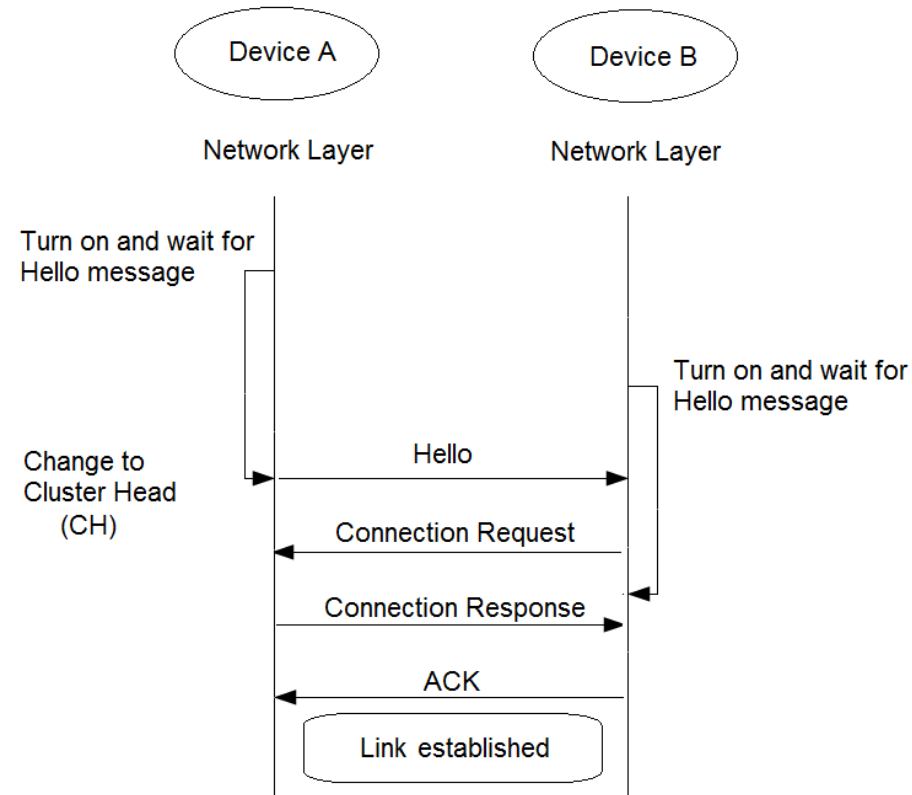 Device A
Device B
Network Layer
Network Layer
Turn on and wait for
Hello message
Turn on and wait for
Hello message
Hello
Change to
Cluster Head
(CH)
Connection Request
Connection Response
ACK
Link established